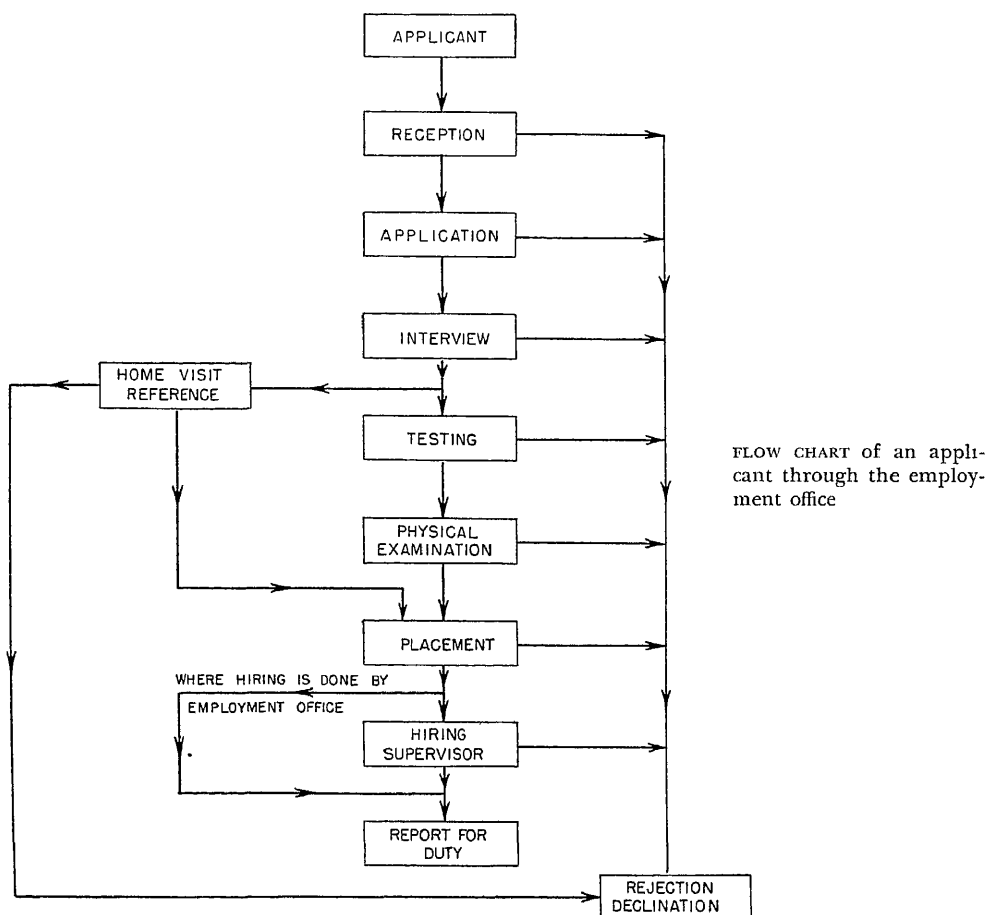 APPLICANT
RECEPTION
APPLICATION
INTERVIEW
HOME VISIT
REFERENCE
TESTING
FLOW CHART of an appli-
cant through the employ-
ment office
PHYSICAL
EXAMINATION
PLACEMENT
WHERE HIRING IS DONE BY
EMPLOYMENT OFFICE
HIRING
SUPERVISOR
REPORT FOR
DUTY
REJECTION
DECLINATION